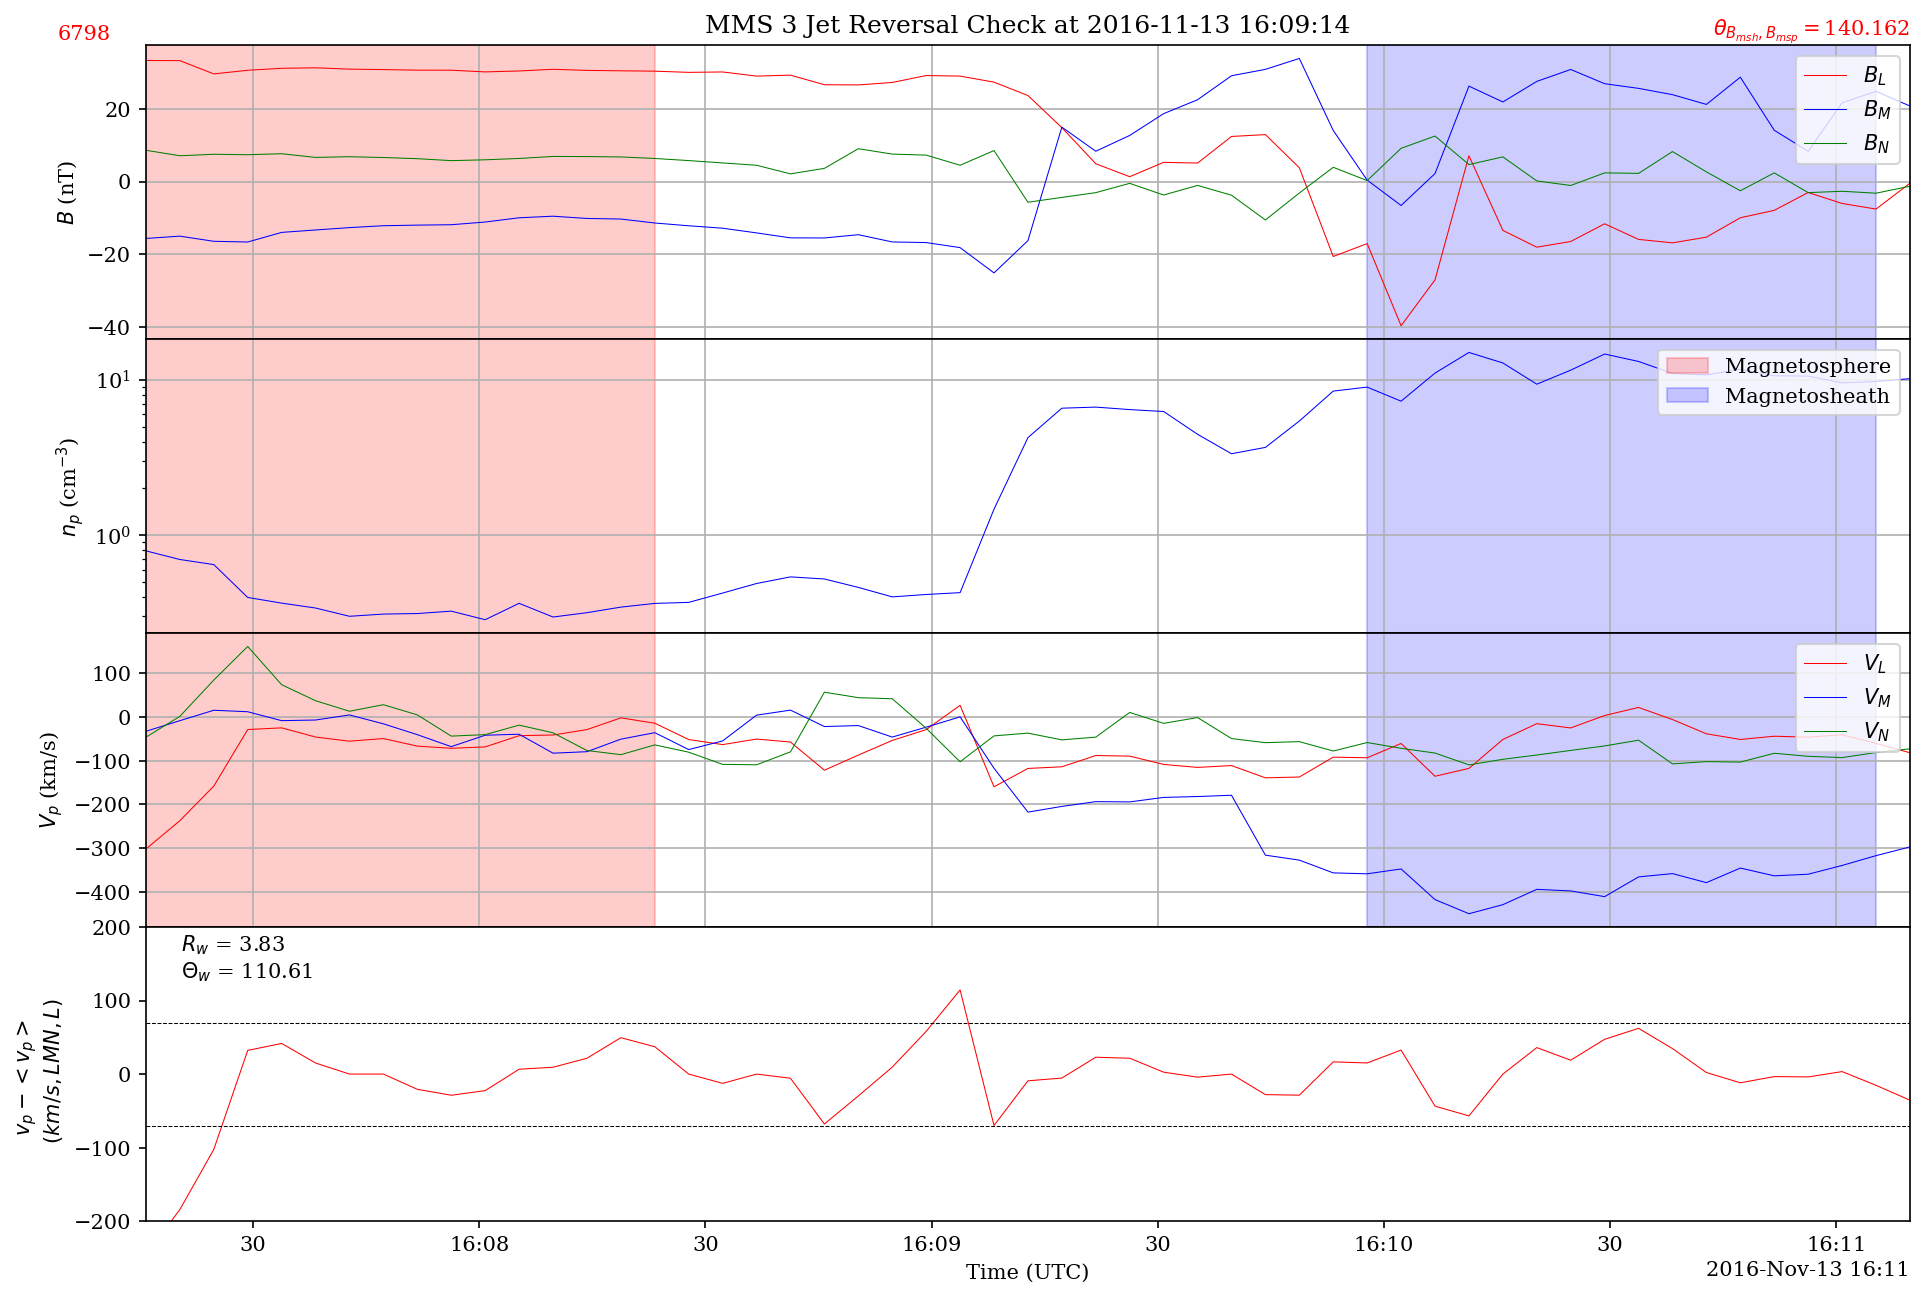 6798
MMS 3 Jet Reversal Check at 2016-11-13 16:09:14
θ_{B_{msh}, B_{msp}} = 140.162
B (nT)
20
0
−20
−40
B_L
B_M
B_N
n_p (cm^{−3})
10^1
10^0
Magnetosphere
Magnetosheath
V_p (km/s)
100
0
−100
−200
−300
−400
V_L
V_M
V_N
v_p − < v_p >
(km/s, LMN, L)
200
100
0
−100
−200
R_w = 3.83
Θ_w = 110.61
30 16:08 30 16:09 30 16:10 30 16:11
Time (UTC)
2016-Nov-13 16:11